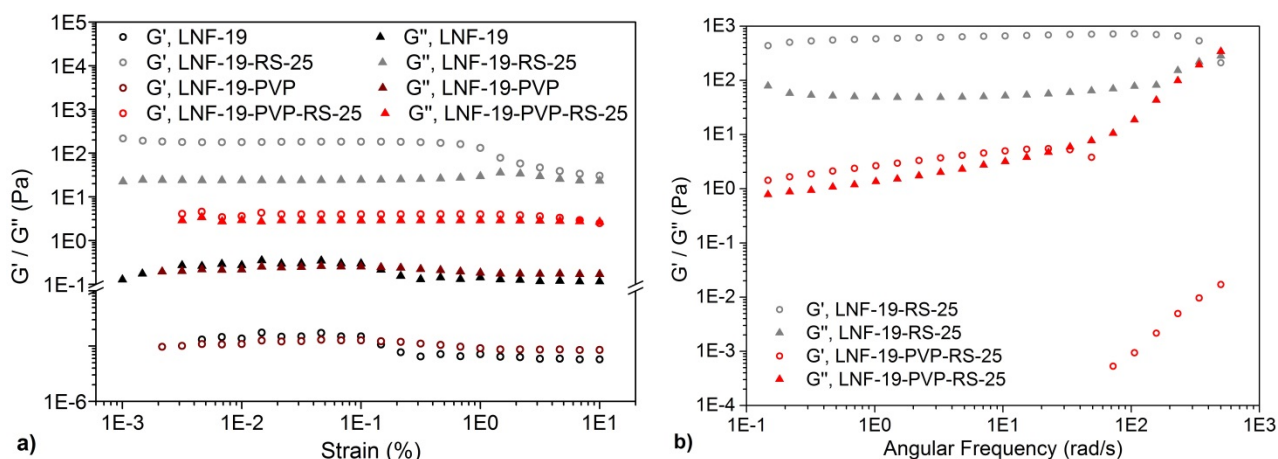 1E5
1E4
1E3
1E2
1E1
1E0
1E-1
1E-6
G' / G" (Pa)
G', LNF-19 G", LNF-19
G', LNF-19-RS-25 G", LNF-19-RS-25
G', LNF-19-PVP G", LNF-19-PVP
G', LNF-19-PVP-RS-25 G", LNF-19-PVP-RS-25
1E-3 1E-2 1E-1 1E0 1E1
Strain (%)
a)
1E3
1E2
1E1
1E0
1E-1
1E-2
1E-3
1E-4
G' / G" (Pa)
G', LNF-19-RS-25
G", LNF-19-RS-25
G', LNF-19-PVP-RS-25
G", LNF-19-PVP-RS-25
1E-1 1E0 1E1 1E2 1E3
Angular Frequency (rad/s)
b)